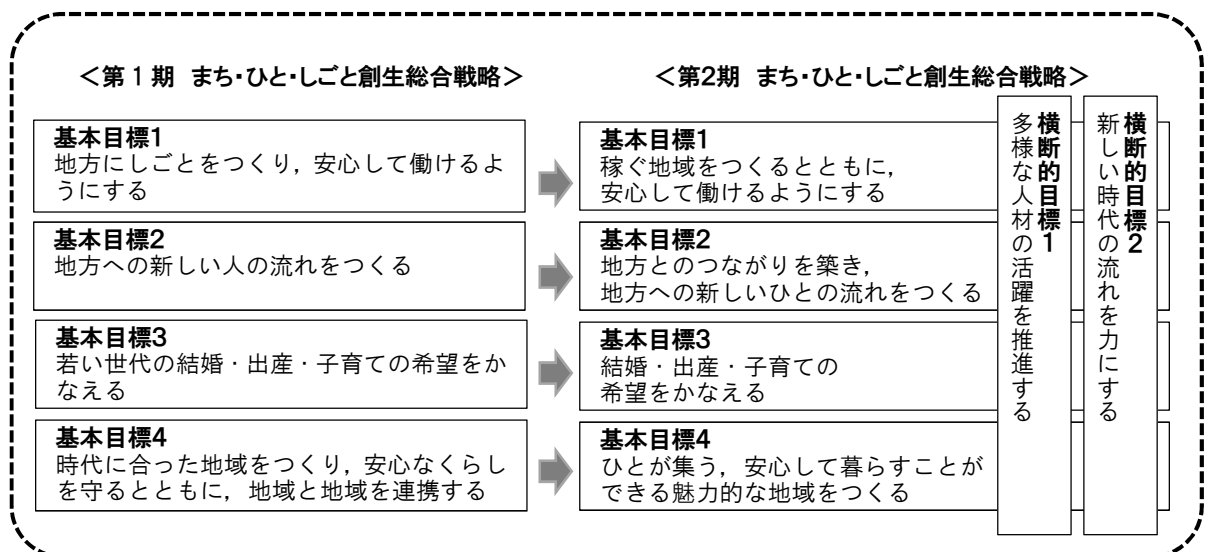 <第1期 まち・ひと・しごと創生総合戦略>
基本目標1
地方にしごとをつくり，安心して働けるよ
うにする
基本目標2
地方への新しい人の流れをつくる
基本目標3
若い世代の結婚・出産・子育ての希望をか
なえる
基本目標4
時代に合った地域をつくり，安心なくらし
を守るとともに，地域と地域を連携する
<第2期 まち・ひと・しごと創生総合戦略>
基本目標1
稼ぐ地域をつくるとともに，
安心して働けるようにする
基本目標2
地方とのつながりを築き，
地方への新しいひとの流れをつくる
基本目標3
結婚・出産・子育ての
希望をかなえる
基本目標4
ひとが集う，安心して暮らすことが
できる魅力的な地域をつくる
横断的目標1
多様な人材の活躍を推進する
横断的目標2
新しい時代の流れを力にする